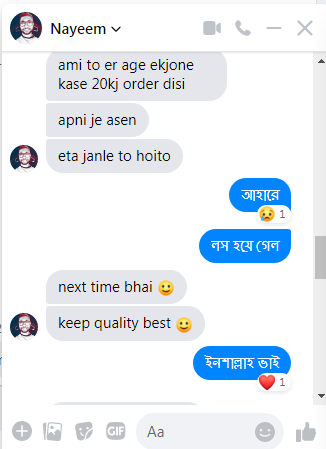 Nayeem
ami to er age ekjone
kase 20kj order disi
apni je asen
eta janle to hoito
আহারে
1
লস হয়ে গেল
next time bhai 🙂
keep quality best 🙂
ইনশাল্লাহ ভাই
1
GIF
Aa